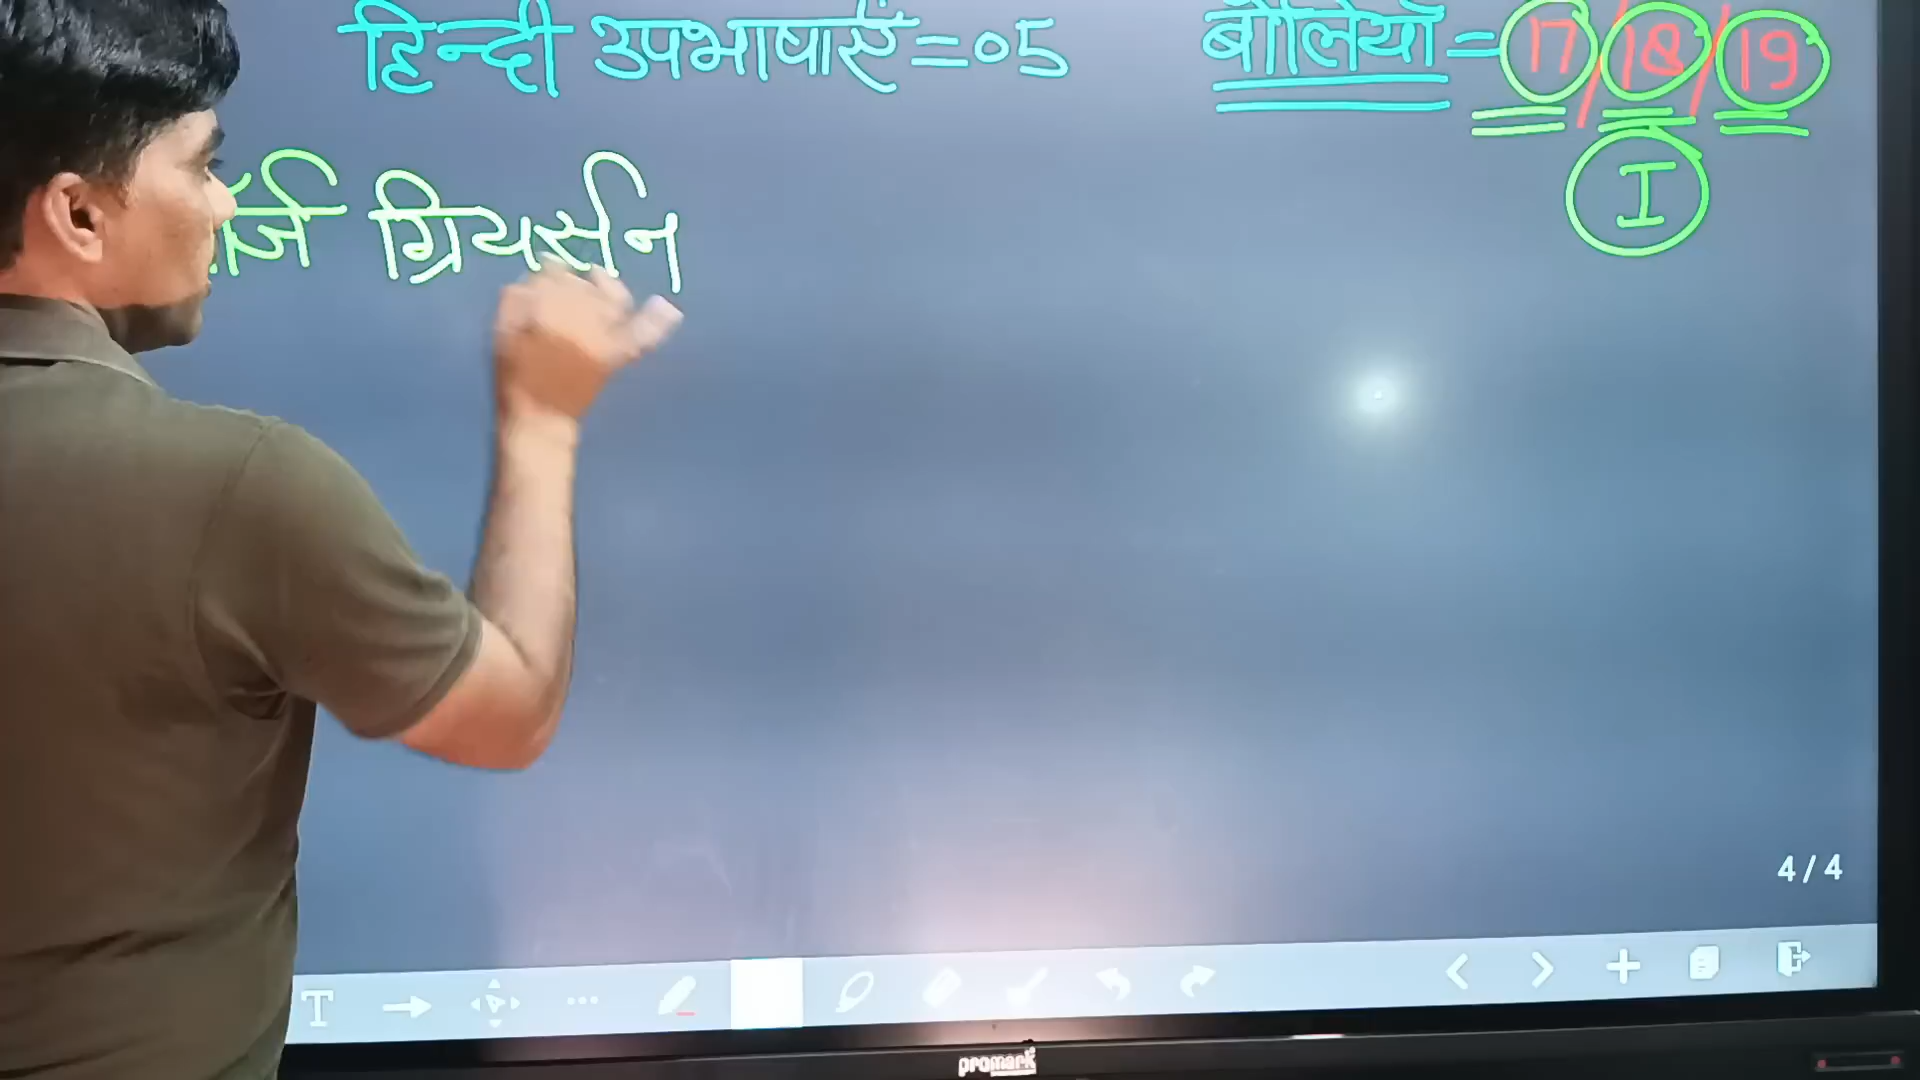 हिन्दी उपभाषाएँ = 05 बोलियाँ = 17 / 18 / 19
I
र्ज ग्रियर्सन
4 / 4
T
promark